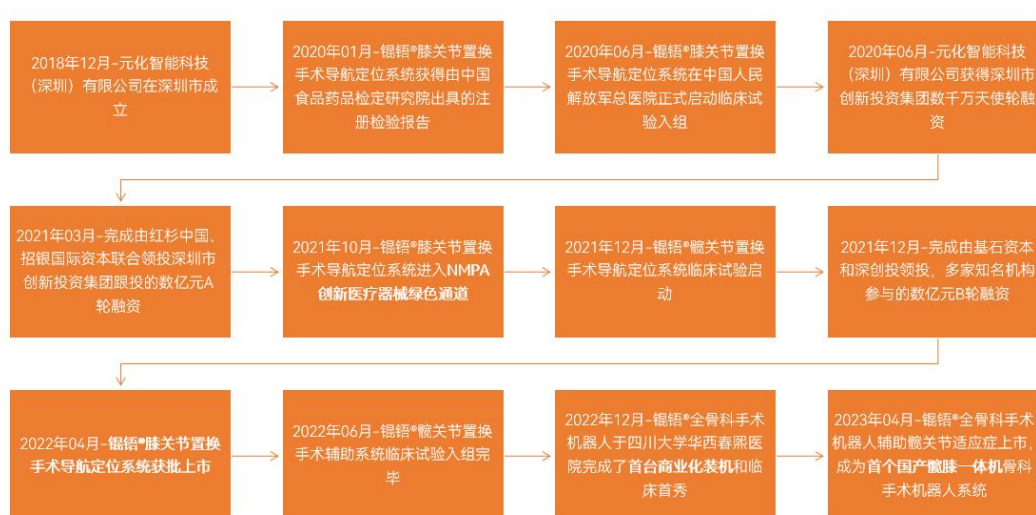 2018年12月-元化智能科技
（深圳）有限公司在深圳市成
立
2020年01月-锟铻®膝关节置换
手术导航定位系统获得由中国
食品药品检定研究院出具的注
册检验报告
2020年06月-锟铻®膝关节置换
手术导航定位系统在中国人民
解放军总医院正式启动临床试
验入组
2020年06月-元化智能科技
（深圳）有限公司获得深圳市
创新投资集团数千万天使轮融
资
2021年03月-完成由红杉中国、
招银国际资本联合领投深圳市
创新投资集团跟投的数亿元A
轮融资
2021年10月-锟铻®膝关节置换
手术导航定位系统进入NMPA
创新医疗器械绿色通道
2021年12月-锟铻®髋关节置换
手术导航定位系统临床试验启
动
2021年12月-完成由基石资本
和深创投领投，多家知名机构
参与的数亿元B轮融资
2022年04月-锟铻®膝关节置换
手术导航定位系统获批上市
2022年06月-锟铻®髋关节置换
手术辅助系统临床试验入组完
毕
2022年12月-锟铻®全骨科手术
机器人于四川大学华西春熙医
院完成了首台商业化装机和临
床首秀
2023年04月-锟铻®全骨科手术
机器人辅助髋关节适应症上市，
成为首个国产髋膝一体机骨科
手术机器人系统